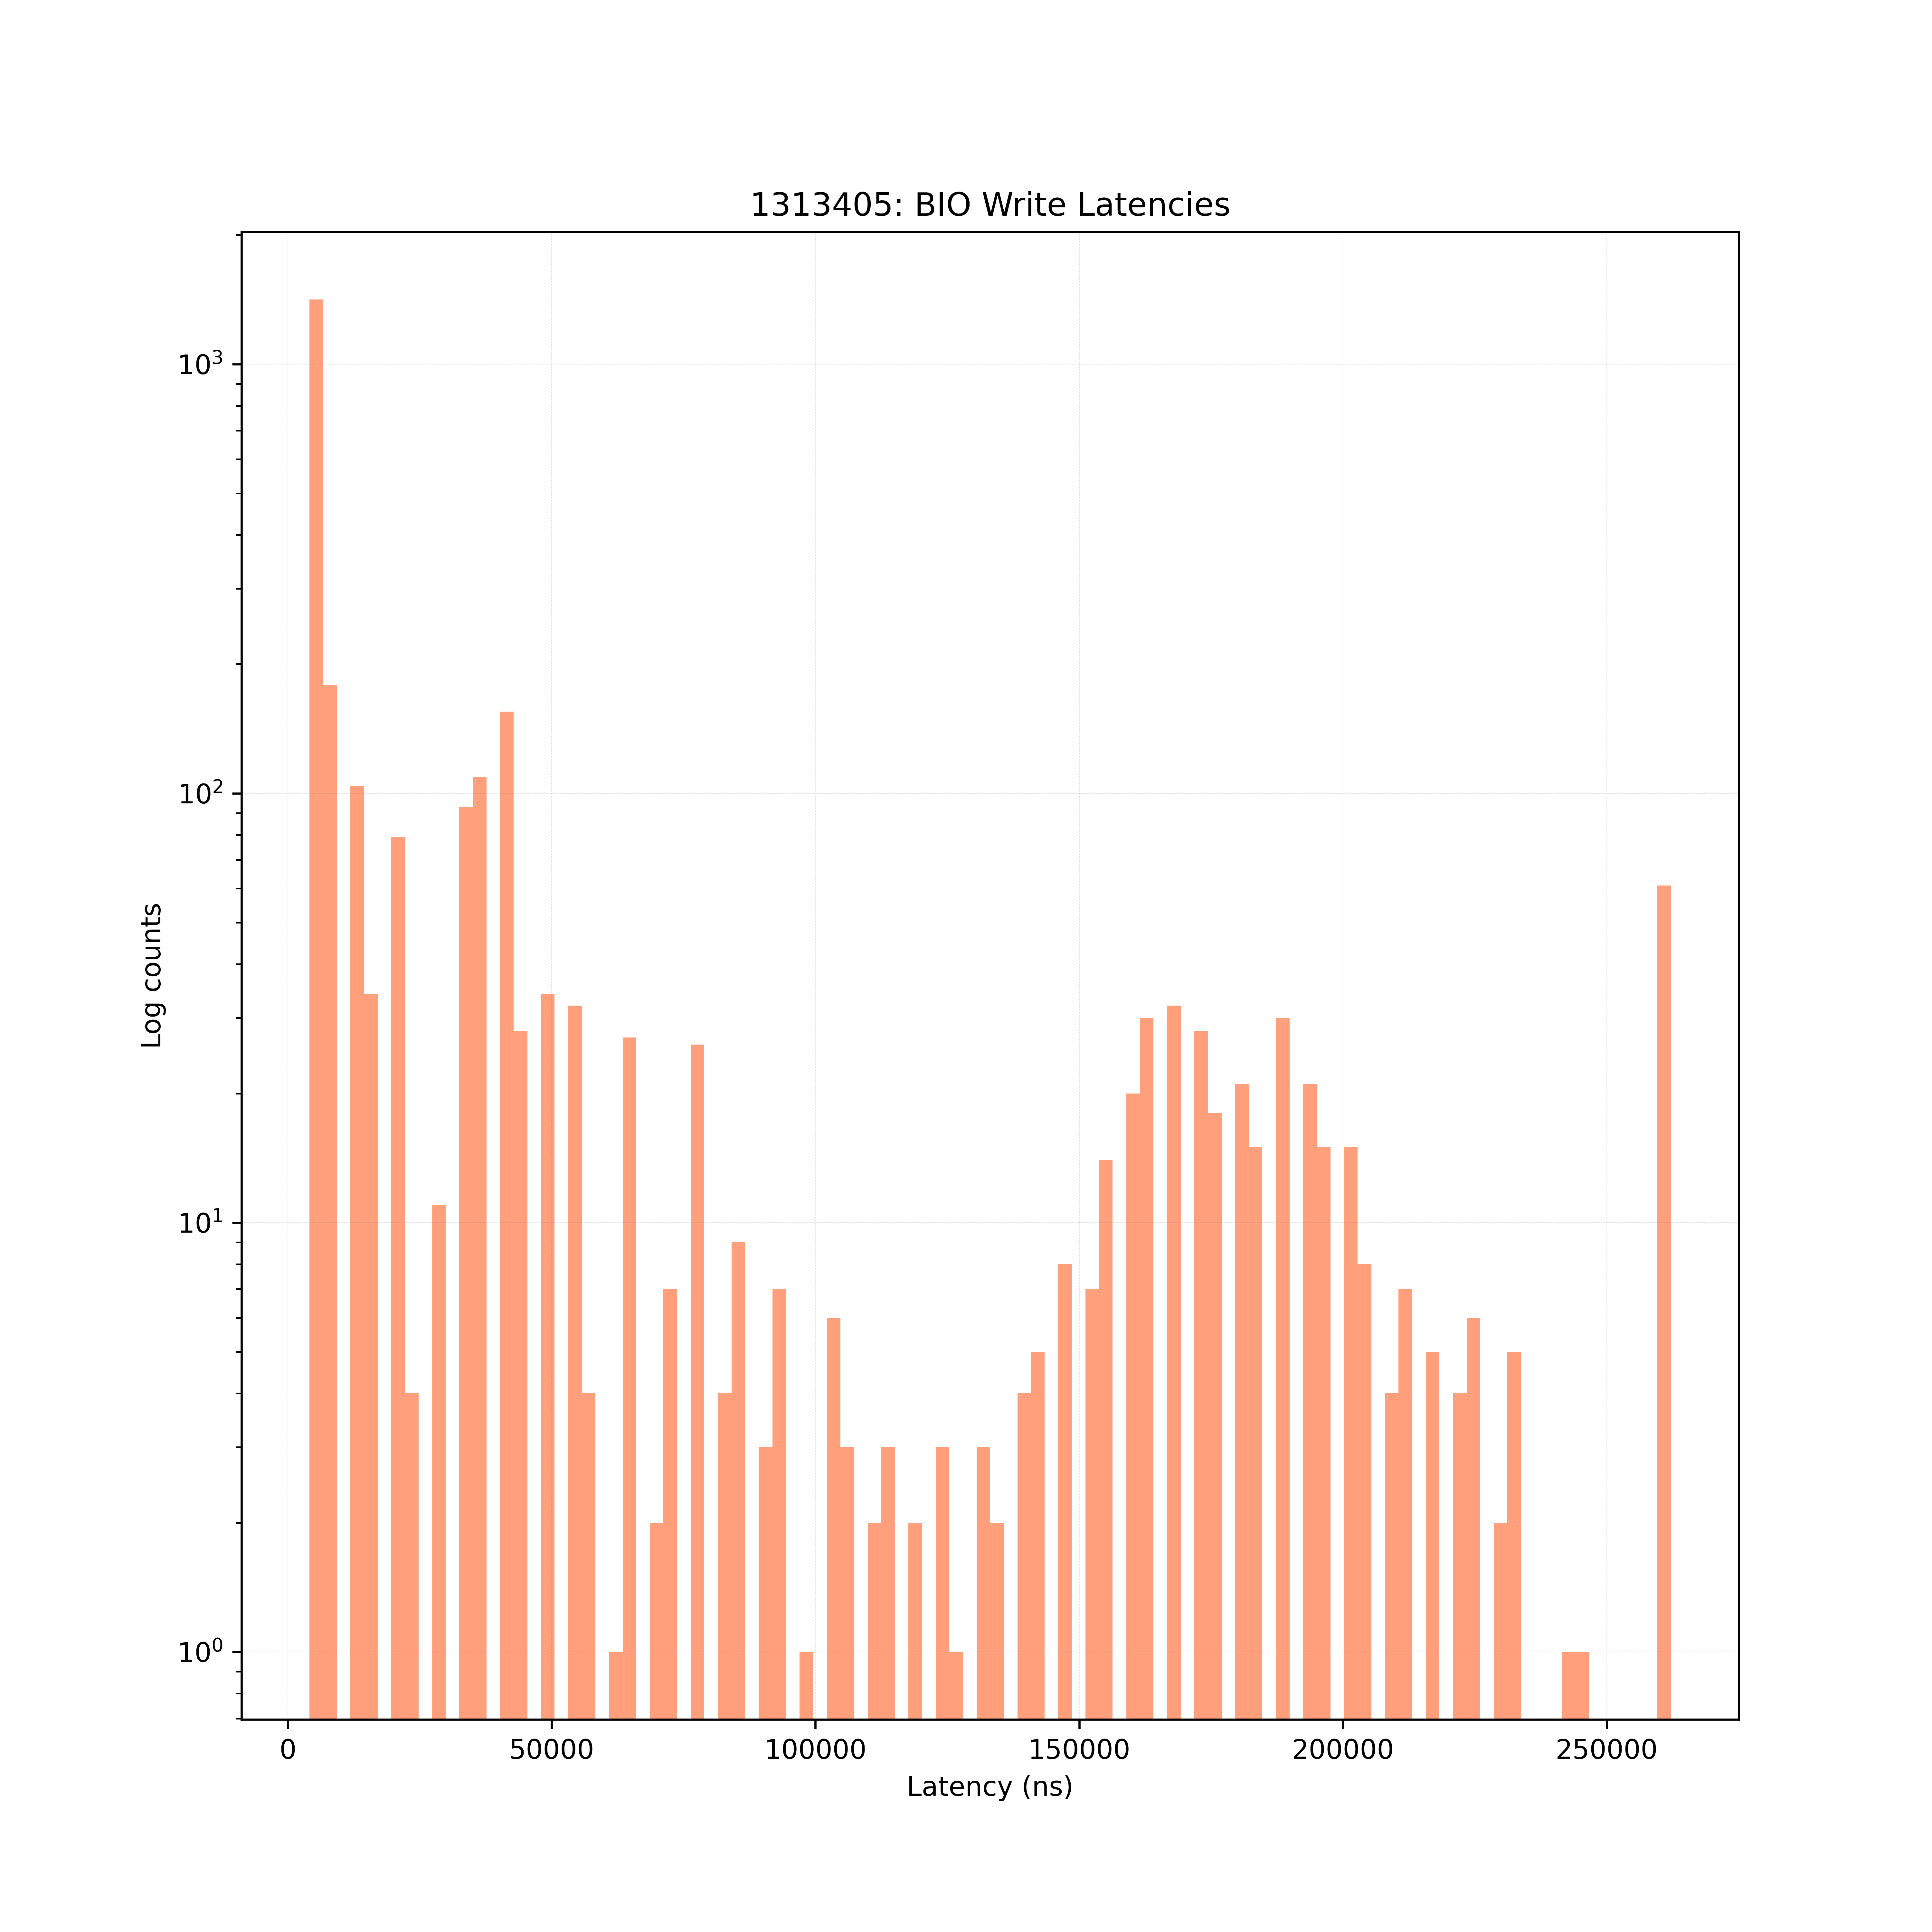 1313405: BIO Write Latencies
10³
10²
10¹
10⁰
Log counts
0 50000 100000 150000 200000 250000
Latency (ns)